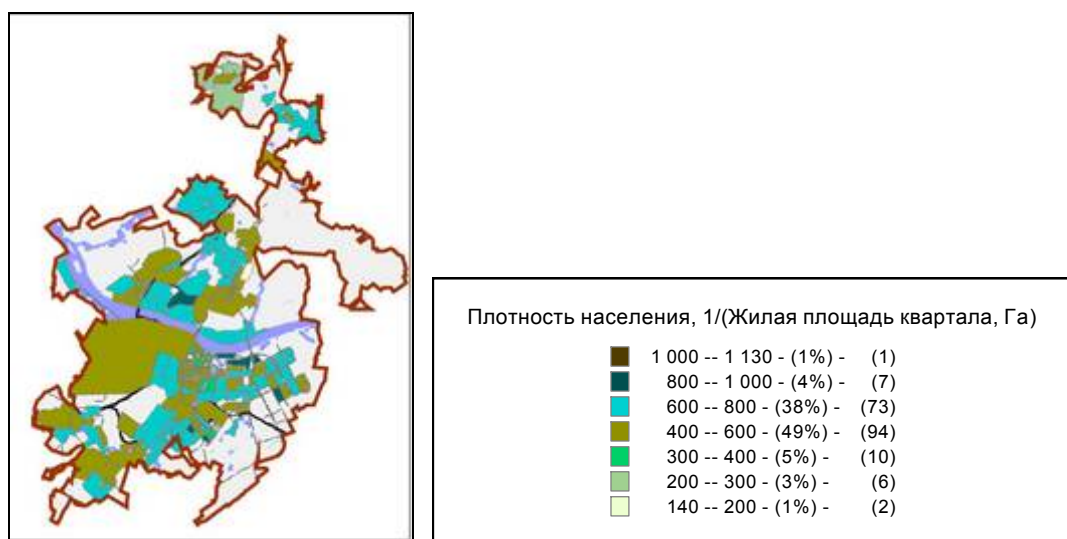 Плотность населения, 1/(Жилая площадь квартала, Га)
1 000 -- 1 130 - (1%) - (1)
800 -- 1 000 - (4%) - (7)
600 -- 800 - (38%) - (73)
400 -- 600 - (49%) - (94)
300 -- 400 - (5%) - (10)
200 -- 300 - (3%) - (6)
140 -- 200 - (1%) - (2)